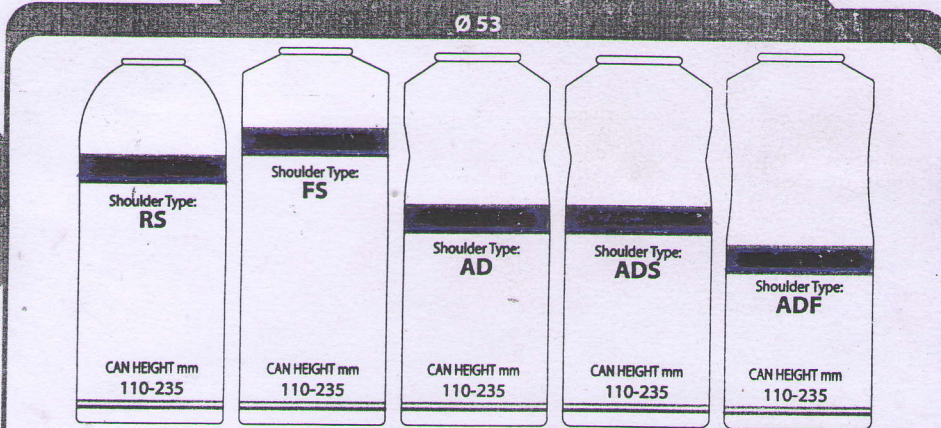 Ø 53
Shoulder Type:
RS
CAN HEIGHT mm
110-235
Shoulder Type:
FS
CAN HEIGHT mm
110-235
Shoulder Type:
AD
CAN HEIGHT mm
110-235
Shoulder Type:
ADS
CAN HEIGHT mm
110-235
Shoulder Type:
ADF
CAN HEIGHT mm
110-235